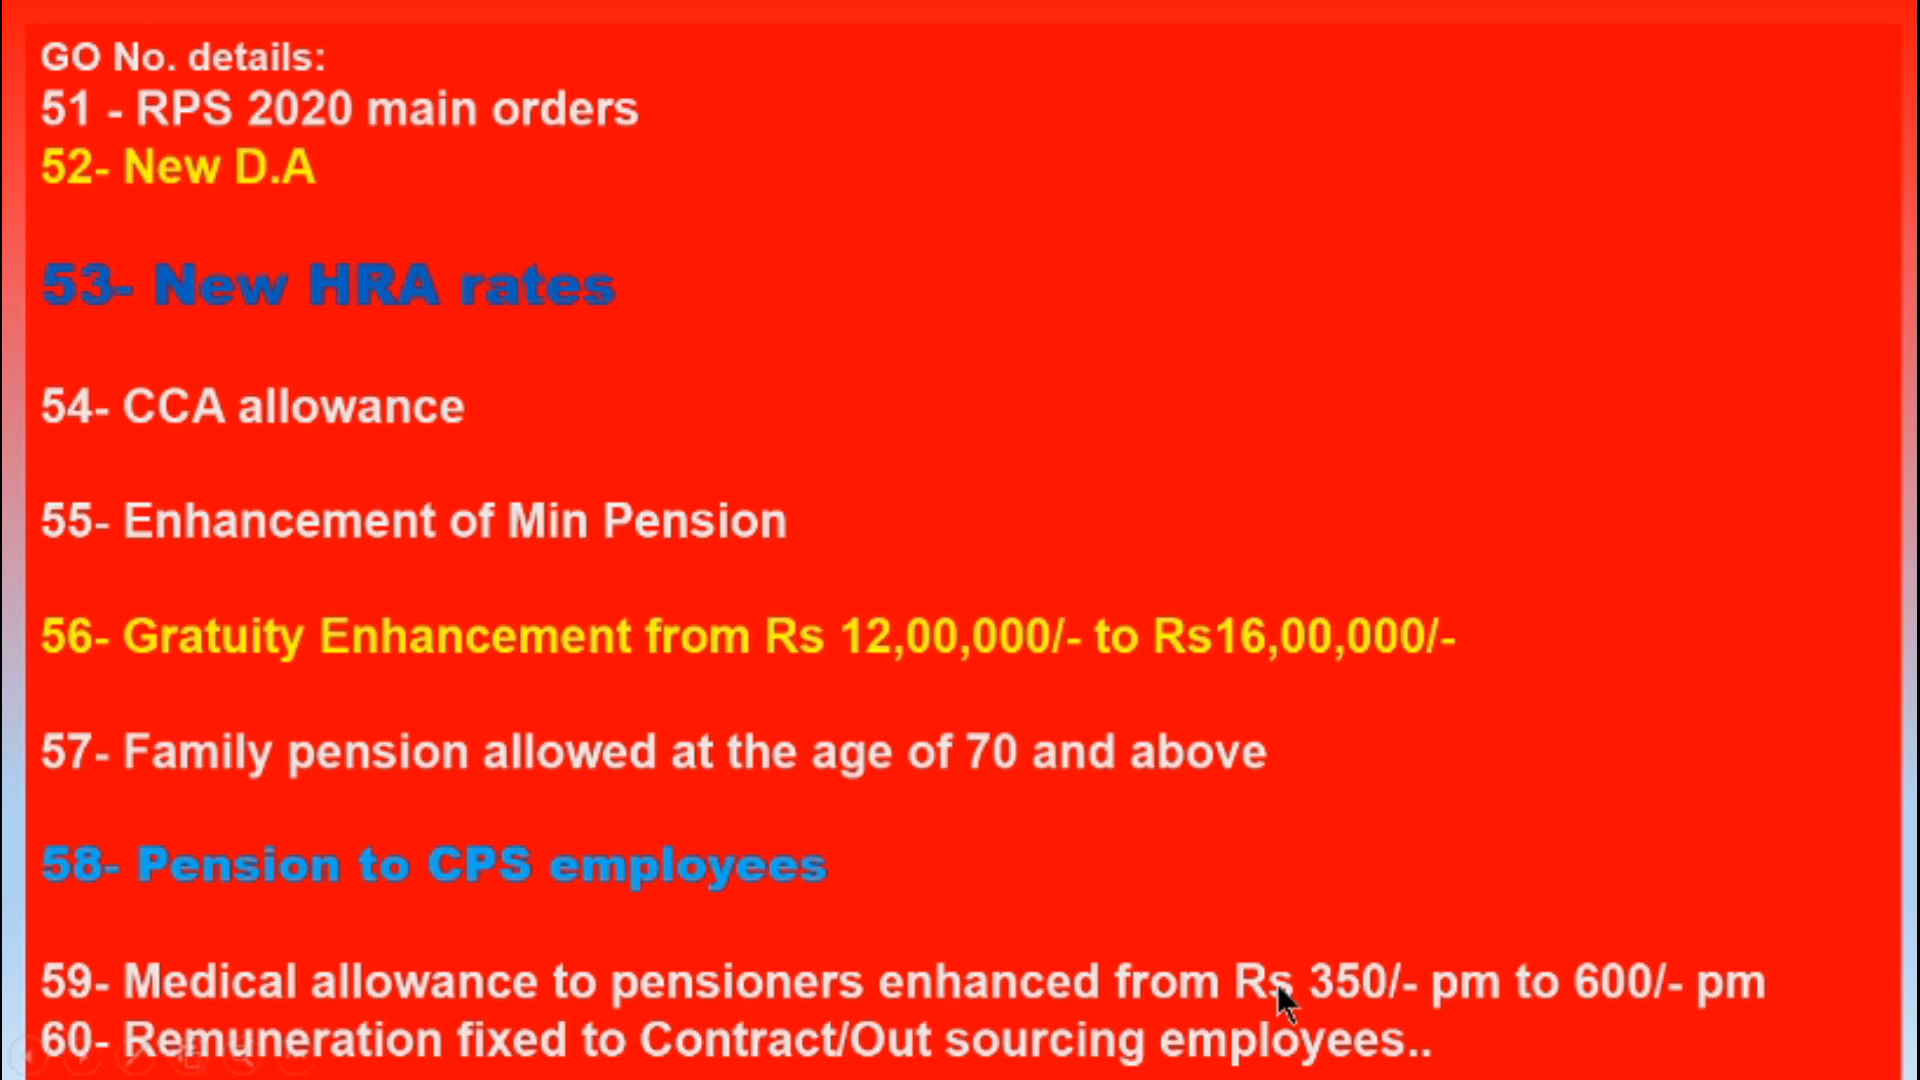 GO No. details:
51 - RPS 2020 main orders
52- New D.A
53- New HRA rates
54- CCA allowance
55- Enhancement of Min Pension
56- Gratuity Enhancement from Rs 12,00,000/- to Rs16,00,000/-
57- Family pension allowed at the age of 70 and above
58- Pension to CPS employees
59- Medical allowance to pensioners enhanced from Rs 350/- pm to 600/- pm
60- Remuneration fixed to Contract/Out sourcing employees..